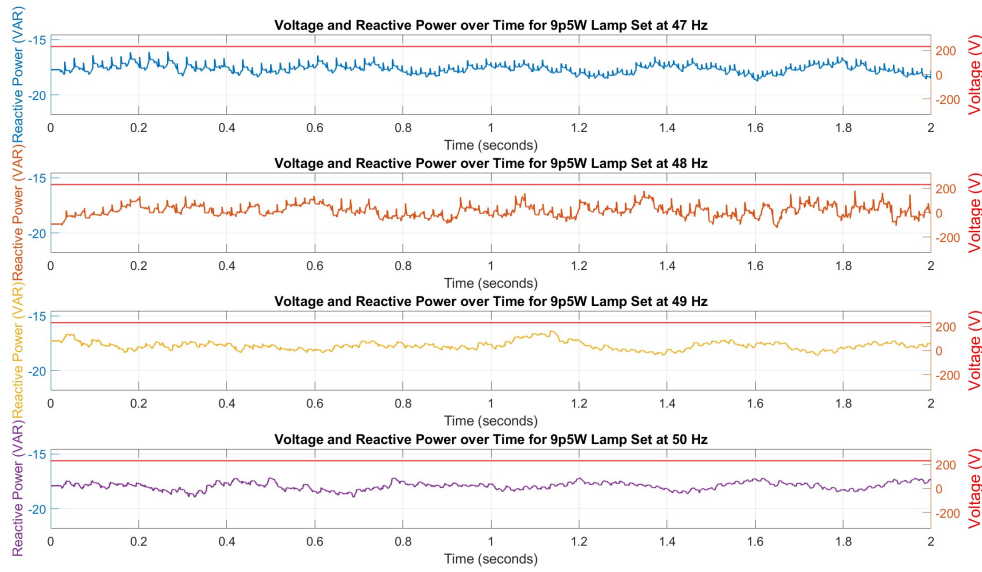 Voltage and Reactive Power over Time for 9p5W Lamp Set at 47 Hz
Reactive Power (VAR)
-15
-20
200
0
-200
Voltage (V)
0 0.2 0.4 0.6 0.8 1 1.2 1.4 1.6 1.8 2
Time (seconds)
Voltage and Reactive Power over Time for 9p5W Lamp Set at 48 Hz
Reactive Power (VAR)
-15
-20
200
0
-200
Voltage (V)
0 0.2 0.4 0.6 0.8 1 1.2 1.4 1.6 1.8 2
Time (seconds)
Voltage and Reactive Power over Time for 9p5W Lamp Set at 49 Hz
Reactive Power (VAR)
-15
-20
200
0
-200
Voltage (V)
0 0.2 0.4 0.6 0.8 1 1.2 1.4 1.6 1.8 2
Time (seconds)
Voltage and Reactive Power over Time for 9p5W Lamp Set at 50 Hz
Reactive Power (VAR)
-15
-20
200
0
-200
Voltage (V)
0 0.2 0.4 0.6 0.8 1 1.2 1.4 1.6 1.8 2
Time (seconds)